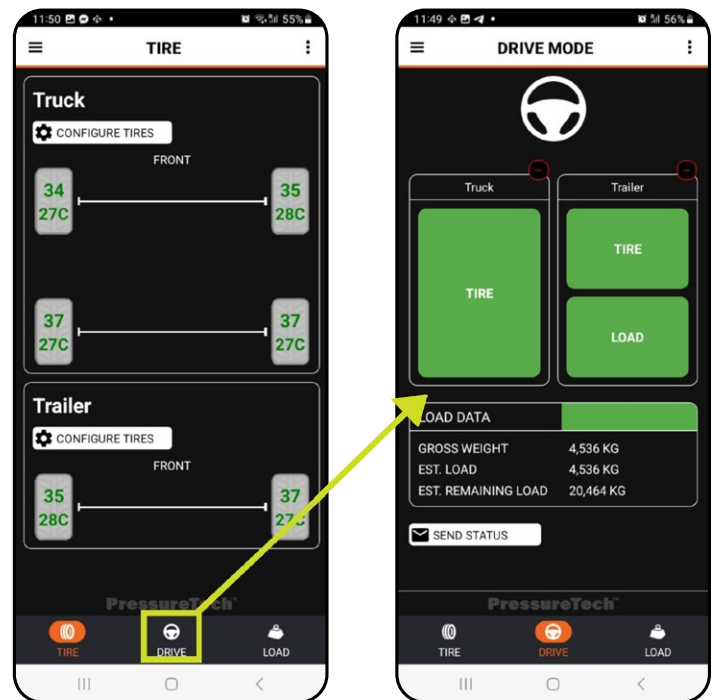 11:50 55%
TIRE
Truck
CONFIGURE TIRES
FRONT
34 35
27C 28C
37 37
27C 27C
Trailer
CONFIGURE TIRES
FRONT
35 37
28C 27C
PressureTech
TIRE DRIVE LOAD
11:49 56%
DRIVE MODE
Truck Trailer
TIRE
TIRE
LOAD
LOAD DATA
GROSS WEIGHT 4,536 KG
EST. LOAD 4,536 KG
EST. REMAINING LOAD 20,464 KG
SEND STATUS
PressureTech
TIRE DRIVE LOAD